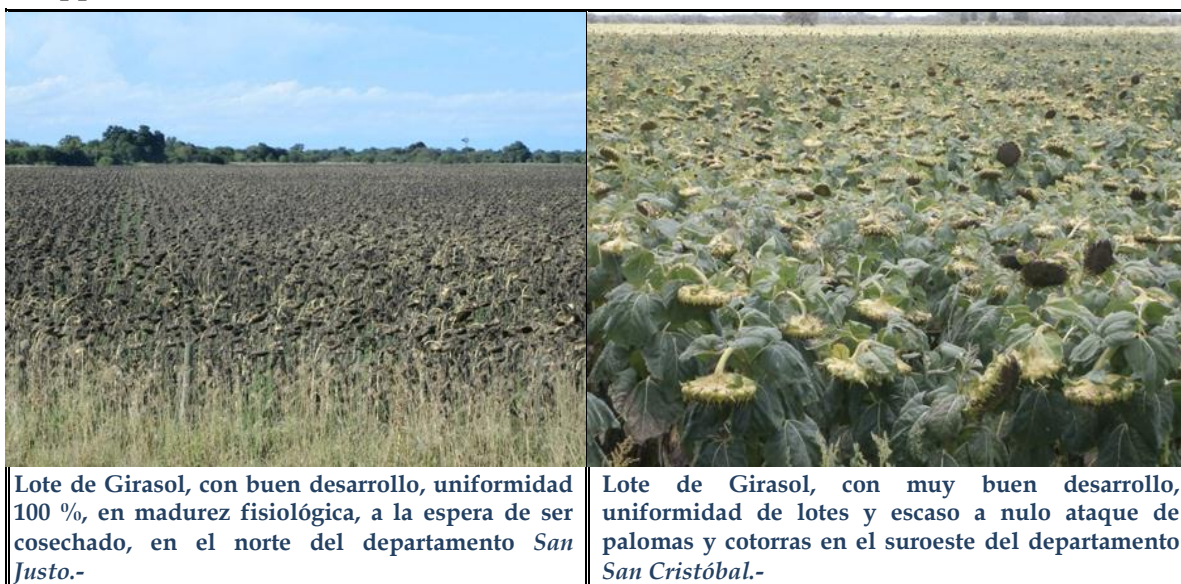 Lote de Girasol, con buen desarrollo, uniformidad
100 %, en madurez fisiológica, a la espera de ser
cosechado, en el norte del departamento San
Justo.-
Lote de Girasol, con muy buen desarrollo,
uniformidad de lotes y escaso a nulo ataque de
palomas y cotorras en el suroeste del departamento
San Cristóbal.-